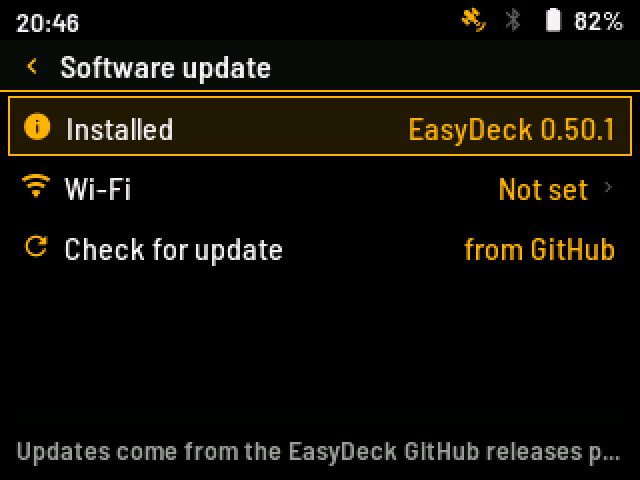 20:46 82%
Software update
Installed EasyDeck 0.50.1
Wi-Fi Not set
Check for update from GitHub
Updates come from the EasyDeck GitHub releases p...